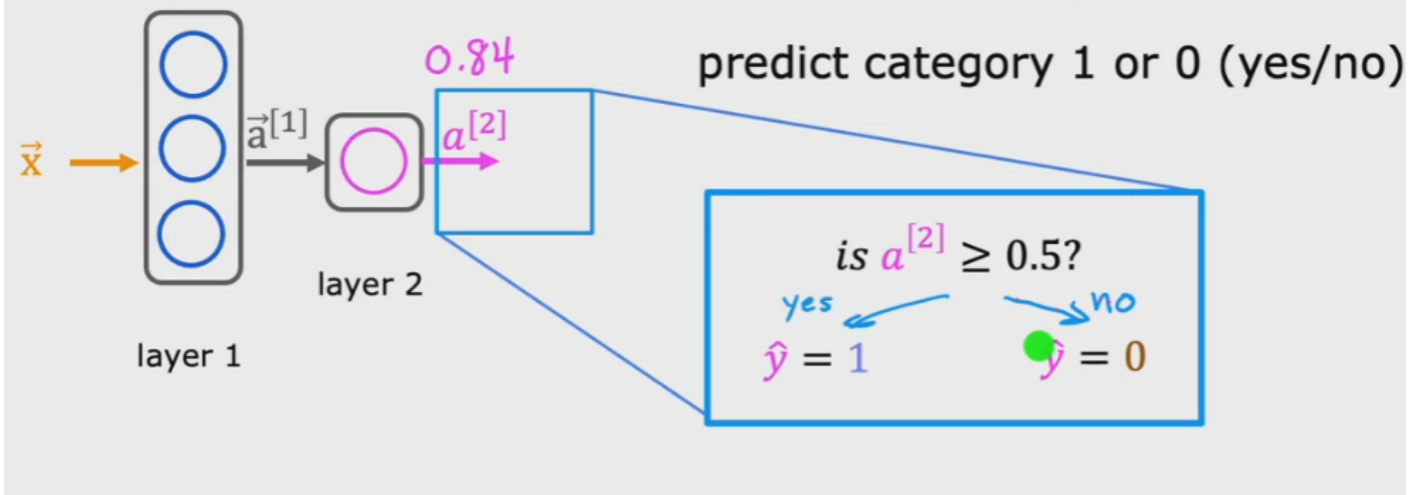 0.84
predict category 1 or 0 (yes/no)
x⃗
a⃗[1]
a[2]
layer 2
layer 1
is a[2] ≥ 0.5?
yes no
ŷ = 1 ŷ = 0